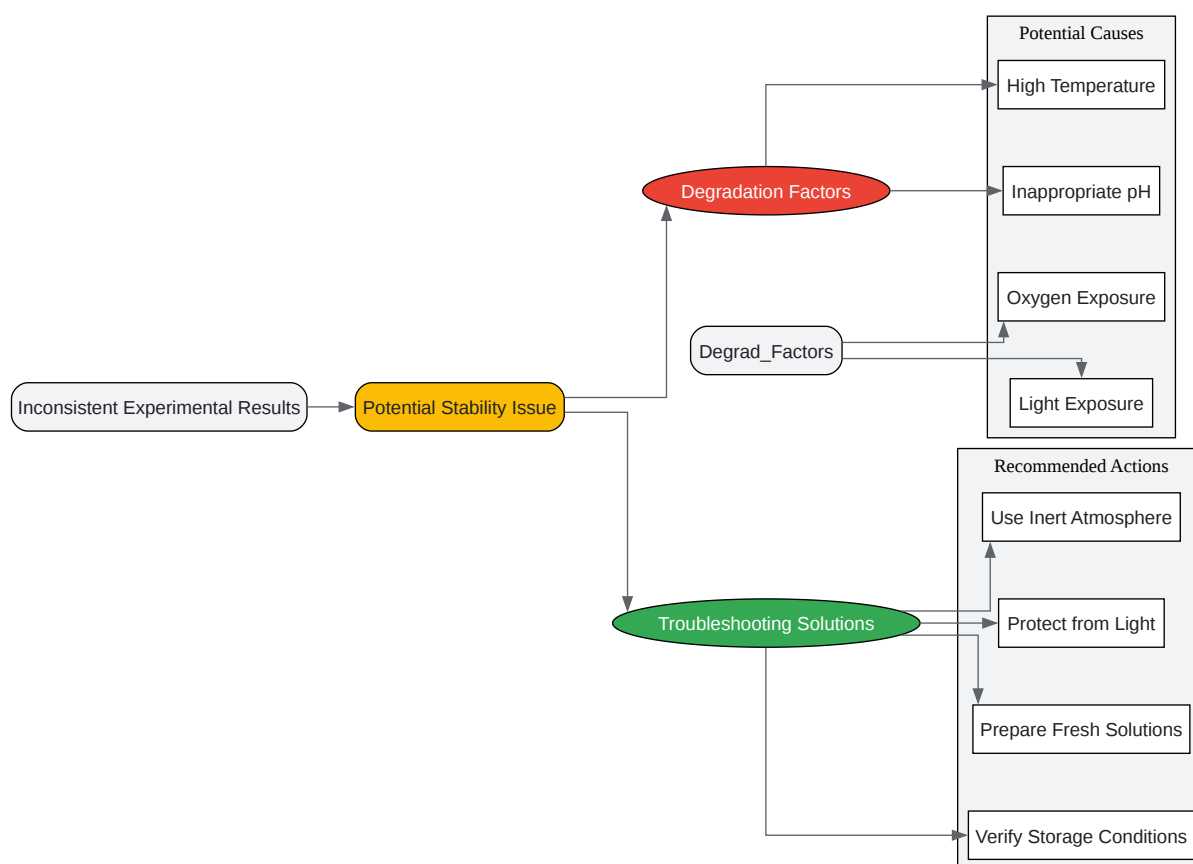 Potential Causes
High Temperature
Degradation Factors
Inappropriate pH
Oxygen Exposure
Degrad_Factors
Inconsistent Experimental Results
Potential Stability Issue
Light Exposure
Recommended Actions
Use Inert Atmosphere
Troubleshooting Solutions
Protect from Light
Prepare Fresh Solutions
Verify Storage Conditions